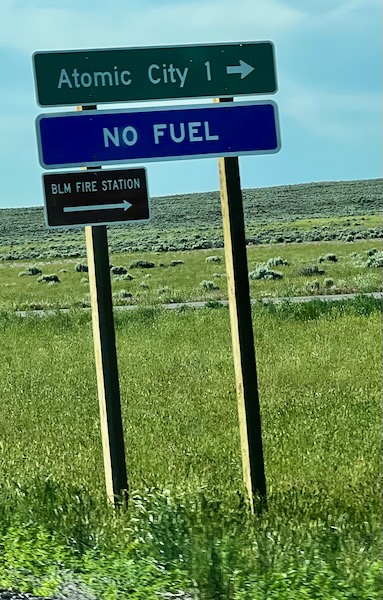 Atomic City 1 →
NO FUEL
BLM FIRE STATION
→